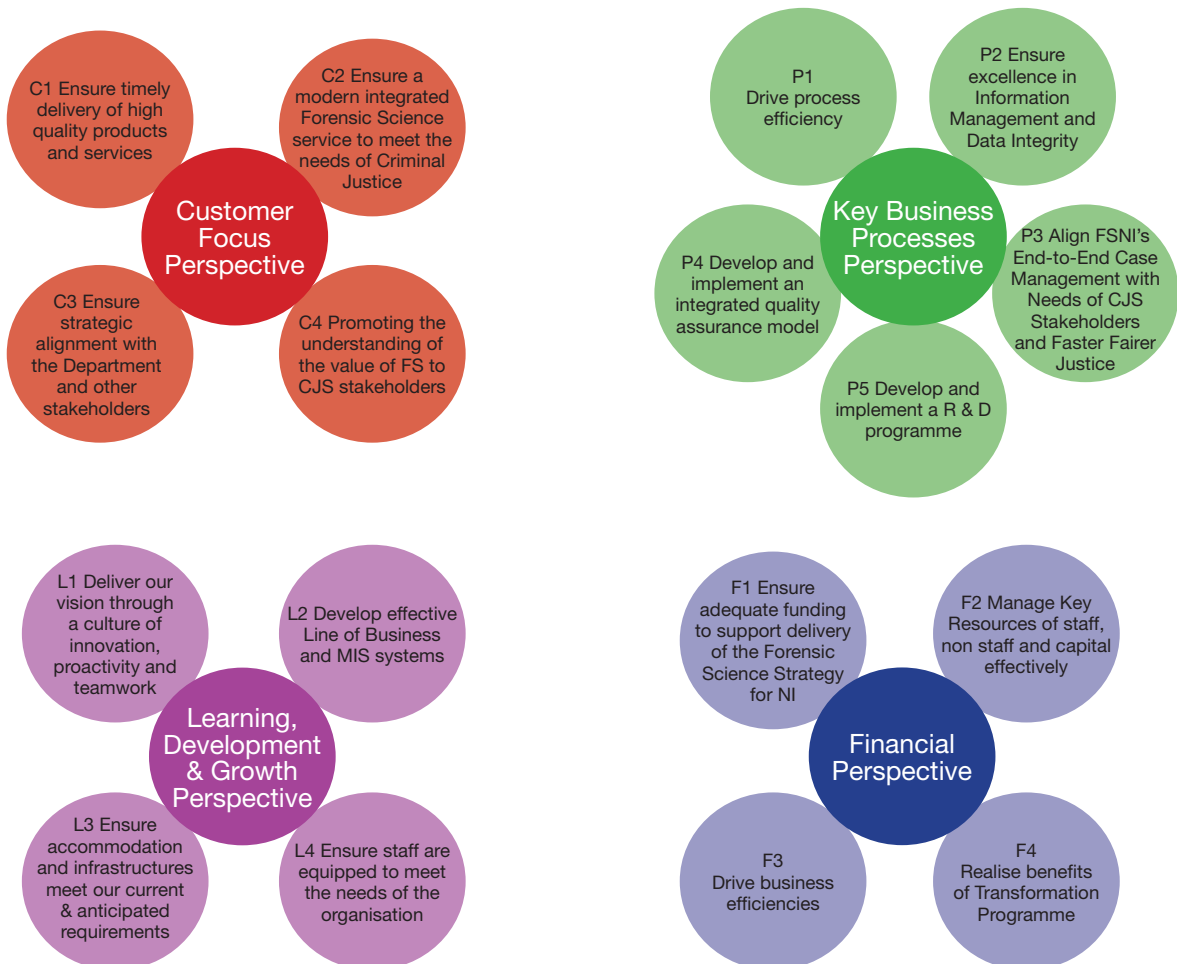 C1 Ensure timely
delivery of high
quality products
and services
C2 Ensure a
modern integrated
Forensic Science
service to meet the
needs of Criminal
Justice
Customer
Focus
Perspective
C3 Ensure
strategic
alignment with
the Department
and other
stakeholders
C4 Promoting the
understanding of
the value of FS to
CJS stakeholders
P1
Drive process
efficiency
P2 Ensure
excellence in
Information
Management and
Data Integrity
Key Business
Processes
Perspective
P4 Develop and
implement an
integrated quality
assurance model
P3 Align FSNI’s
End-to-End Case
Management with
Needs of CJS
Stakeholders
and Faster Fairer
Justice
P5 Develop and
implement a R & D
programme
L1 Deliver our
vision through
a culture of
innovation,
proactivity and
teamwork
L2 Develop effective
Line of Business
and MIS systems
Learning,
Development
& Growth
Perspective
L3 Ensure
accommodation
and infrastructures
meet our current
& anticipated
requirements
L4 Ensure staff are
equipped to meet
the needs of the
organisation
F1 Ensure
adequate funding
to support delivery
of the Forensic
Science Strategy
for NI
F2 Manage Key
Resources of staff,
non staff and capital
effectively
Financial
Perspective
F3
Drive business
efficiencies
F4
Realise benefits
of Transformation
Programme